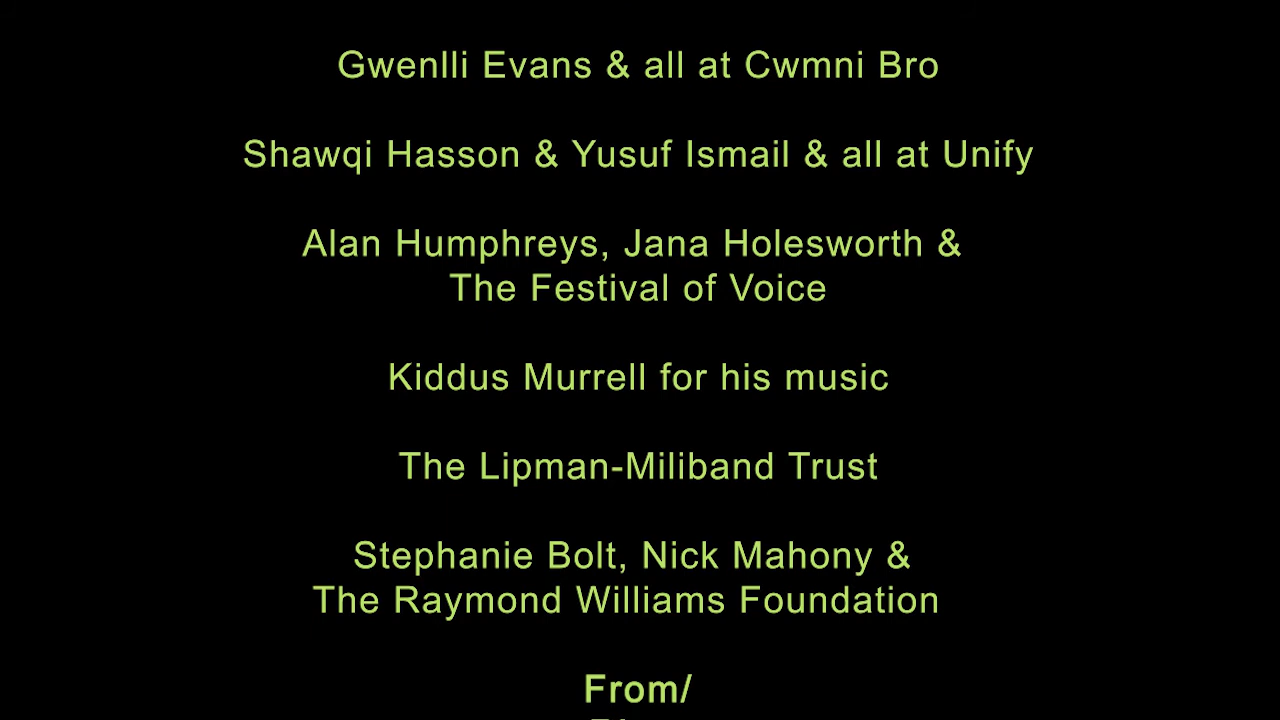 Gwenlli Evans & all at Cwmni Bro
Shawqi Hasson & Yusuf Ismail & all at Unify
Alan Humphreys, Jana Holesworth &
The Festival of Voice
Kiddus Murrell for his music
The Lipman-Miliband Trust
Stephanie Bolt, Nick Mahony &
The Raymond Williams Foundation
From/